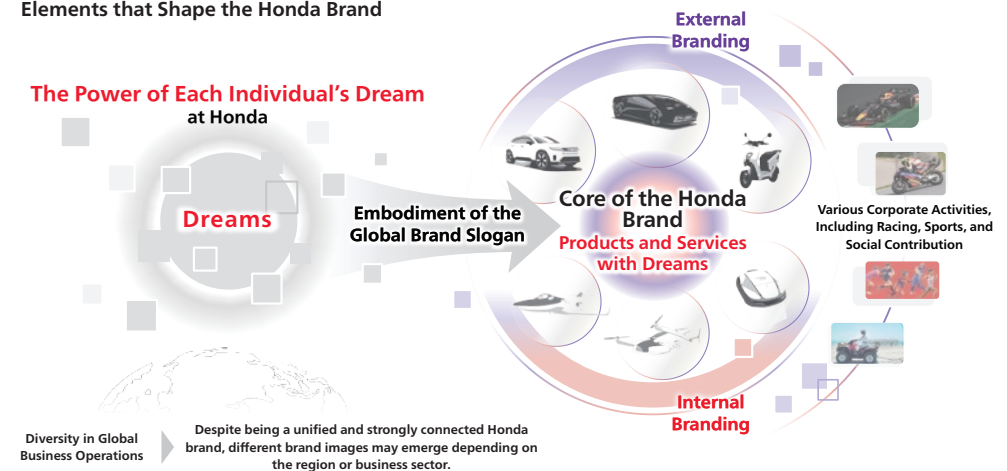 Elements that Shape the Honda Brand
The Power of Each Individual's Dream
at Honda
Dreams
Embodiment of the
Global Brand Slogan
External
Branding
Core of the Honda
Brand
Products and Services
with Dreams
Internal
Branding
Various Corporate Activities,
Including Racing, Sports, and
Social Contribution
Diversity in Global
Business Operations
Despite being a unified and strongly connected Honda
brand, different brand images may emerge depending on
the region or business sector.